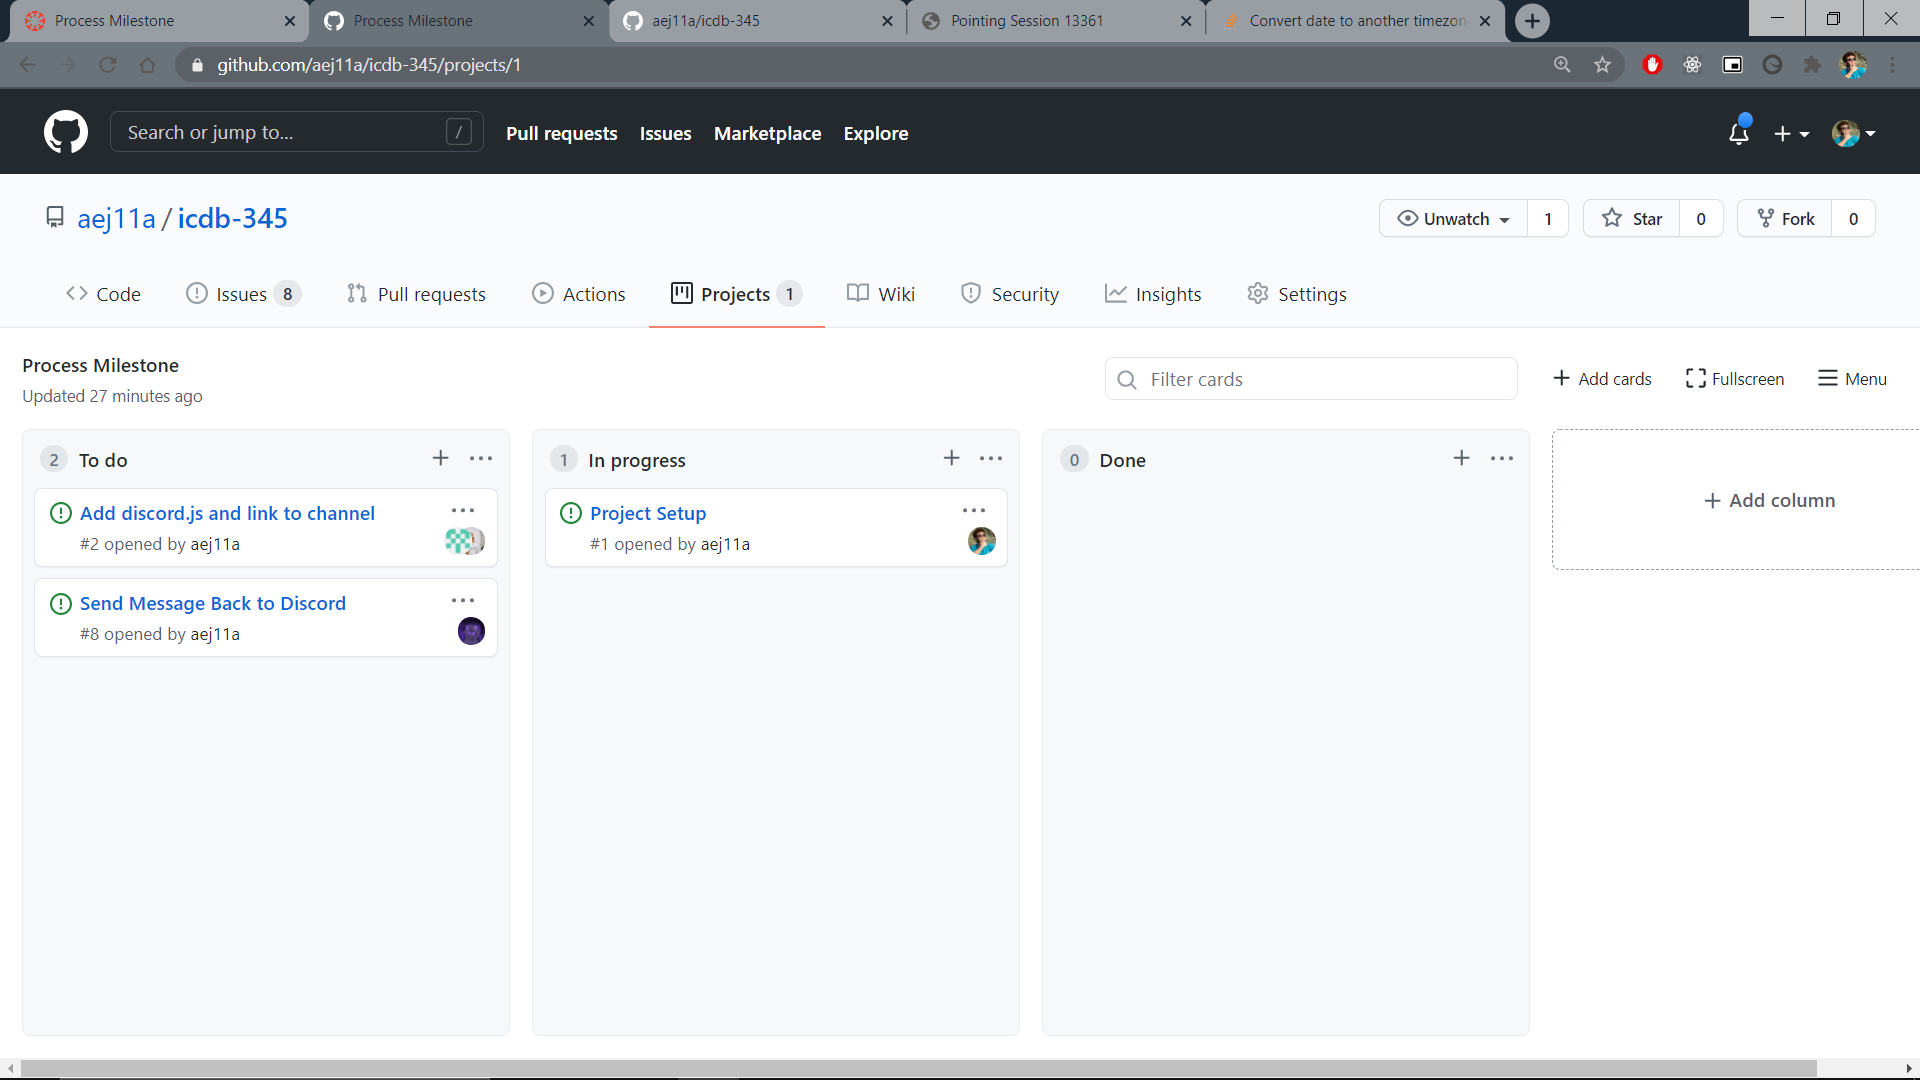 Process Milestone
Process Milestone
aej11a/icdb-345
Pointing Session 13361
Convert date to another timezon
github.com/aej11a/icdb-345/projects/1
Search or jump to... /
Pull requests
Issues
Marketplace
Explore
aej11a / icdb-345
Unwatch 1
Star 0
Fork 0
Code
Issues 8
Pull requests
Actions
Projects 1
Wiki
Security
Insights
Settings
Process Milestone
Updated 27 minutes ago
Filter cards
Add cards
Fullscreen
Menu
2 To do
Add discord.js and link to channel
#2 opened by aej11a
Send Message Back to Discord
#8 opened by aej11a
1 In progress
Project Setup
#1 opened by aej11a
0 Done
Add column